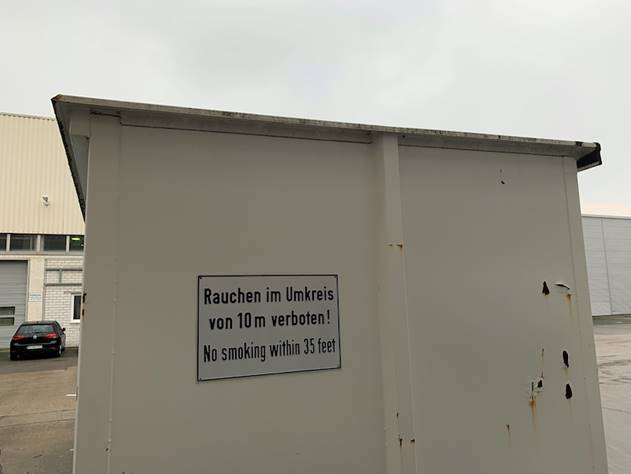 Rauchen im Umkreis
von 10 m verboten!
No smoking within 35 feet